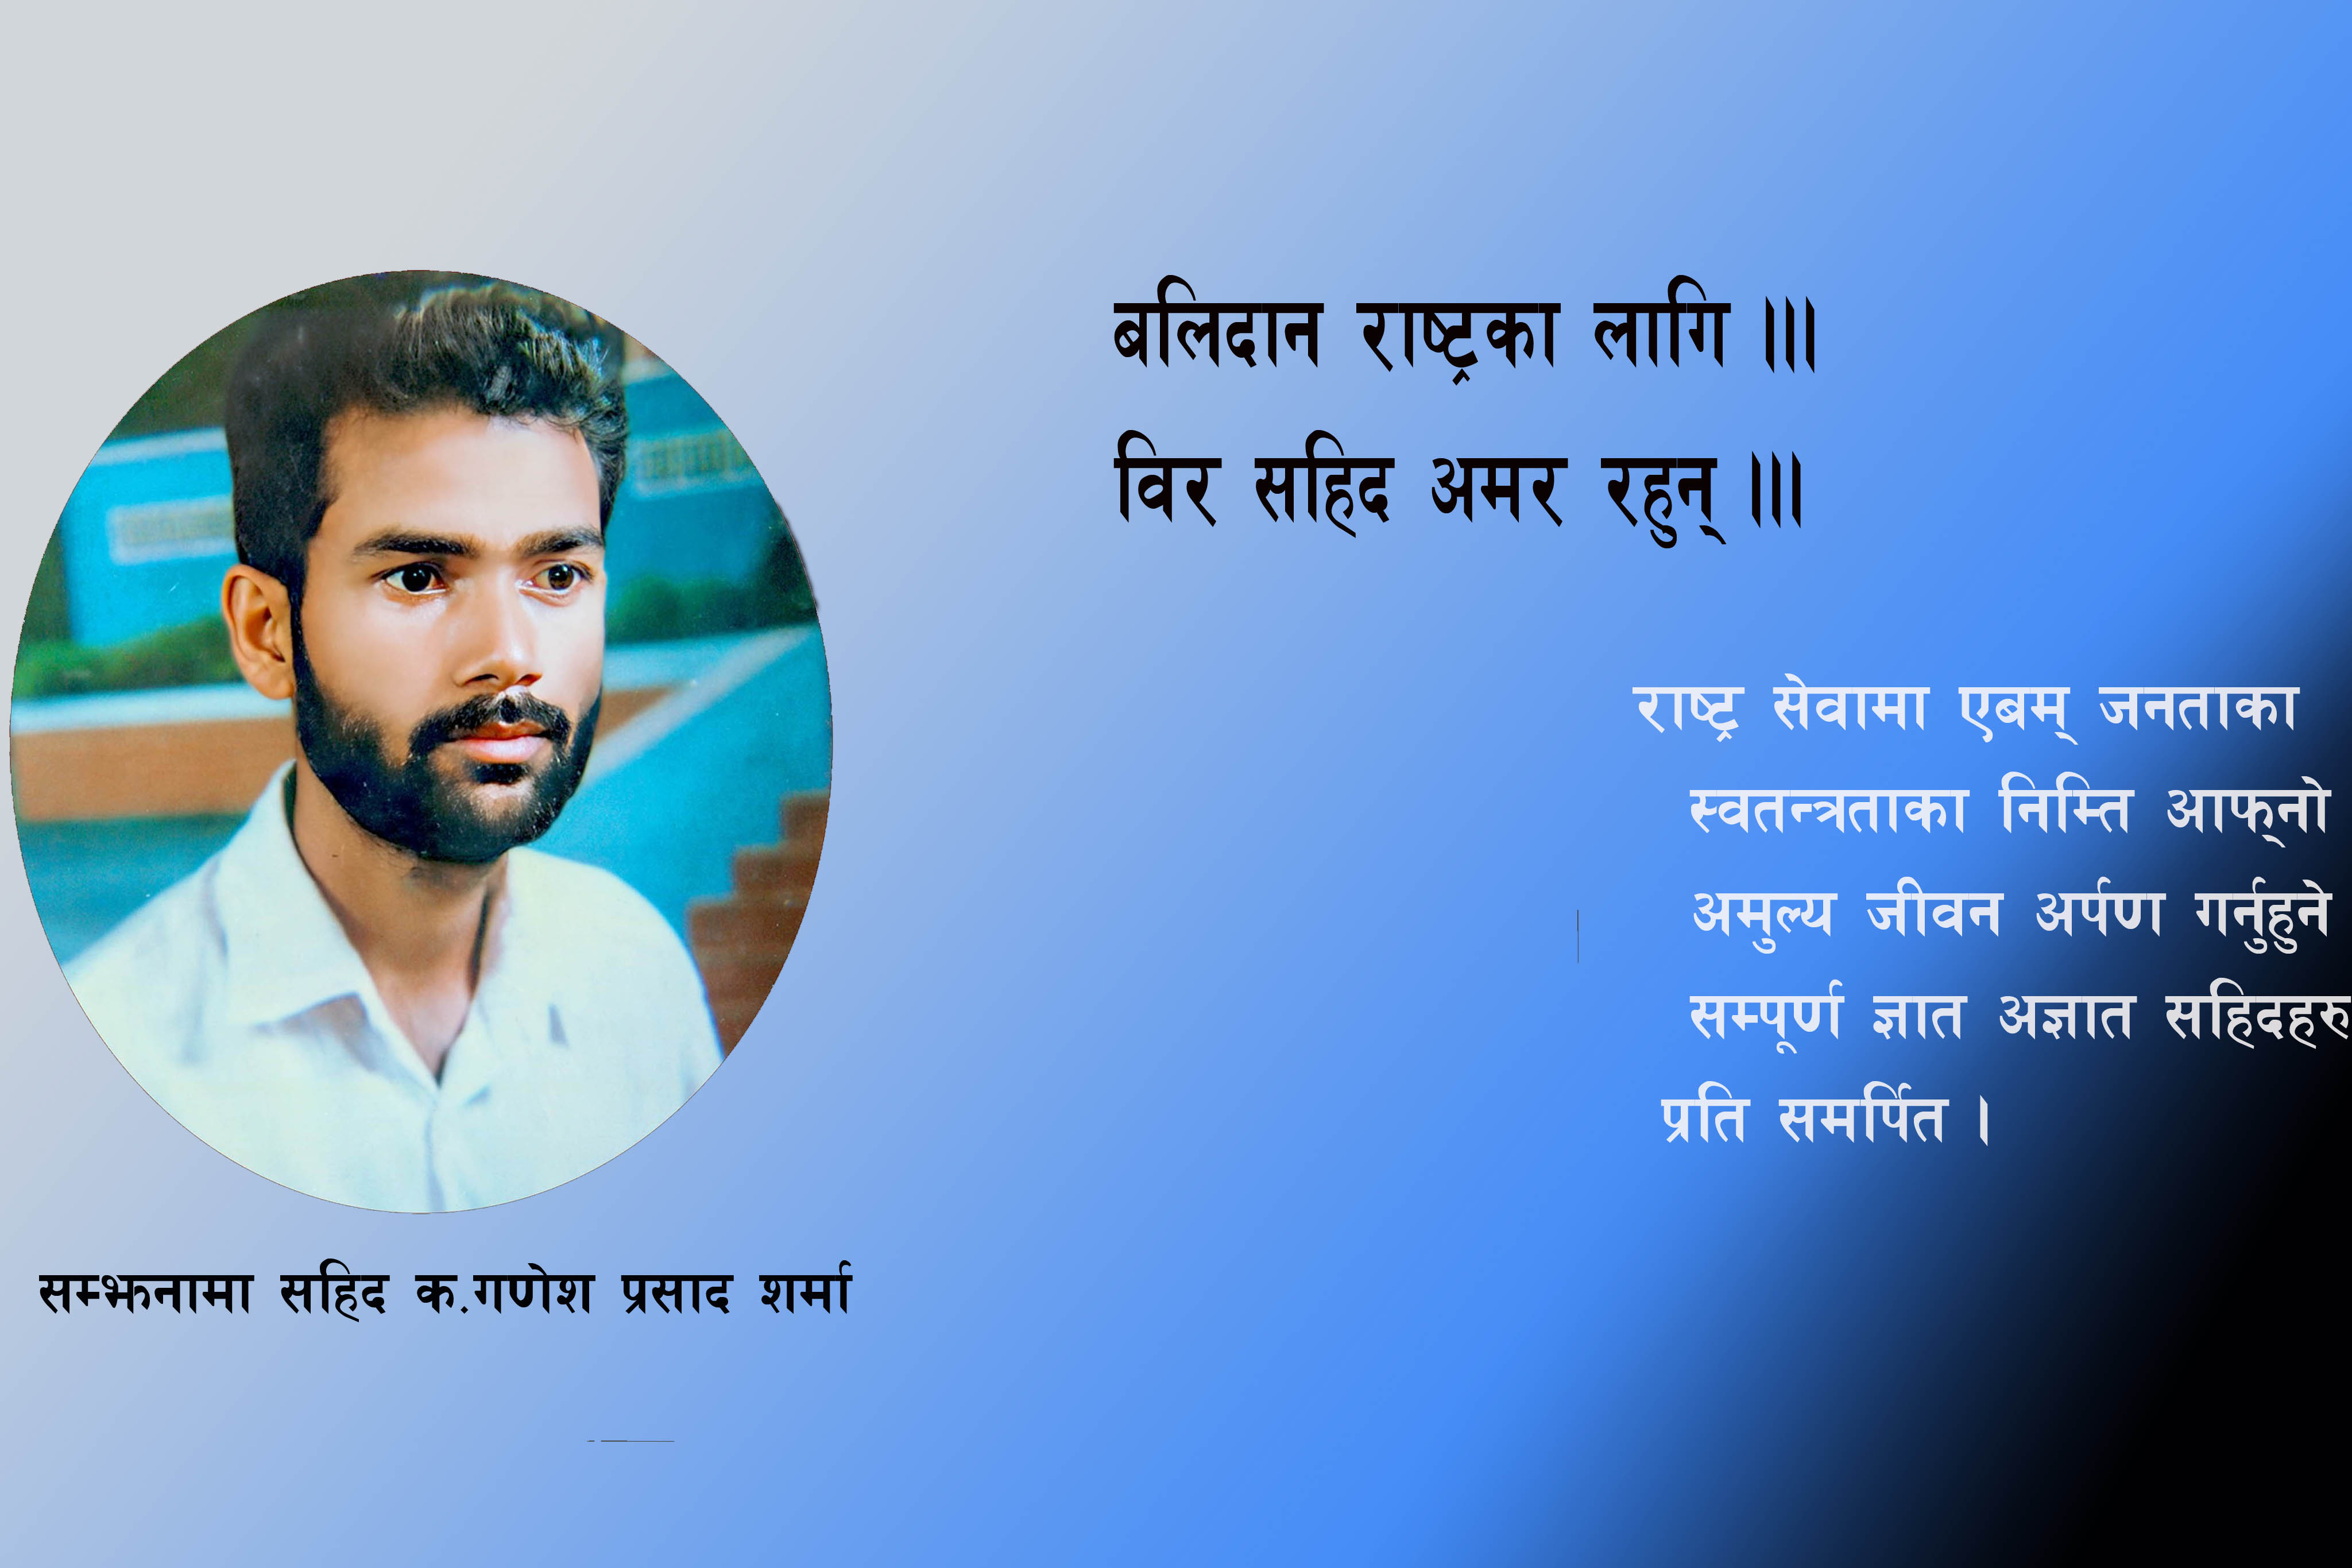 बलिदान राष्ट्रका लागि ।।।
विर सहिद अमर रहुन् ।।।
राष्ट्र सेवामा एबम् जनताका
स्वतन्त्रताका निम्ति आफ्नो
अमुल्य जीवन अर्पण गर्नुहुने
सम्पूर्ण ज्ञात अज्ञात सहिदहरु
प्रति समर्पित ।
सम्झनामा सहिद क.गणेश प्रसाद शर्मा